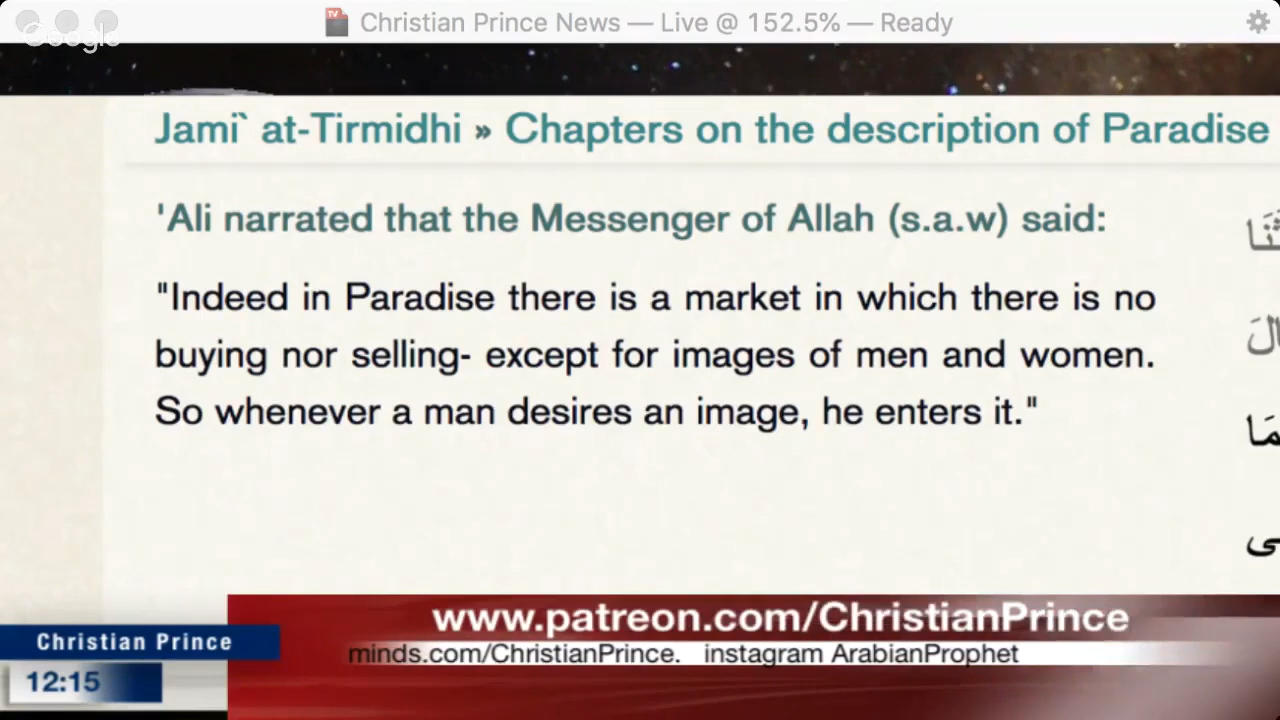 Christian Prince News — Live @ 152.5% — Ready
Google
Jami` at-Tirmidhi » Chapters on the description of Paradise
'Ali narrated that the Messenger of Allah (s.a.w) said:
"Indeed in Paradise there is a market in which there is no
buying nor selling- except for images of men and women.
So whenever a man desires an image, he enters it."
www.patreon.com/ChristianPrince
Christian Prince
minds.com/ChristianPrince. instagram ArabianProphet
12:15